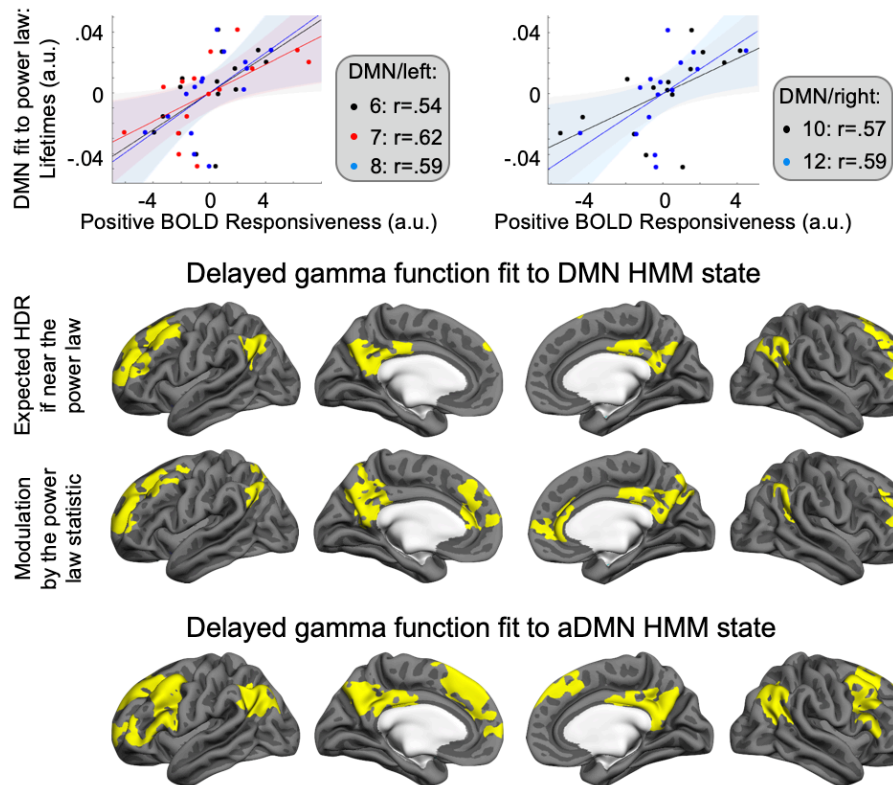 DMN fit to power law:
Lifetimes (a.u.)
.04
0
-.04
-4
0
4
Positive BOLD Responsiveness (a.u.)
DMN/left:
6: r=.54
7: r=.62
8: r=.59
.04
0
-.04
-4
0
4
Positive BOLD Responsiveness (a.u.)
DMN/right:
10: r=.57
12: r=.59
Delayed gamma function fit to DMN HMM state
Expected HDR
if near the
power law
Modulation
by the power
law statistic
Delayed gamma function fit to aDMN HMM state